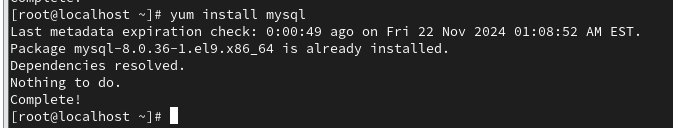 Complete!
[root@localhost ~]# yum install mysql
Last metadata expiration check: 0:00:49 ago on Fri 22 Nov 2024 01:08:52 AM EST.
Package mysql-8.0.36-1.el9.x86_64 is already installed.
Dependencies resolved.
Nothing to do.
Complete!
[root@localhost ~]#